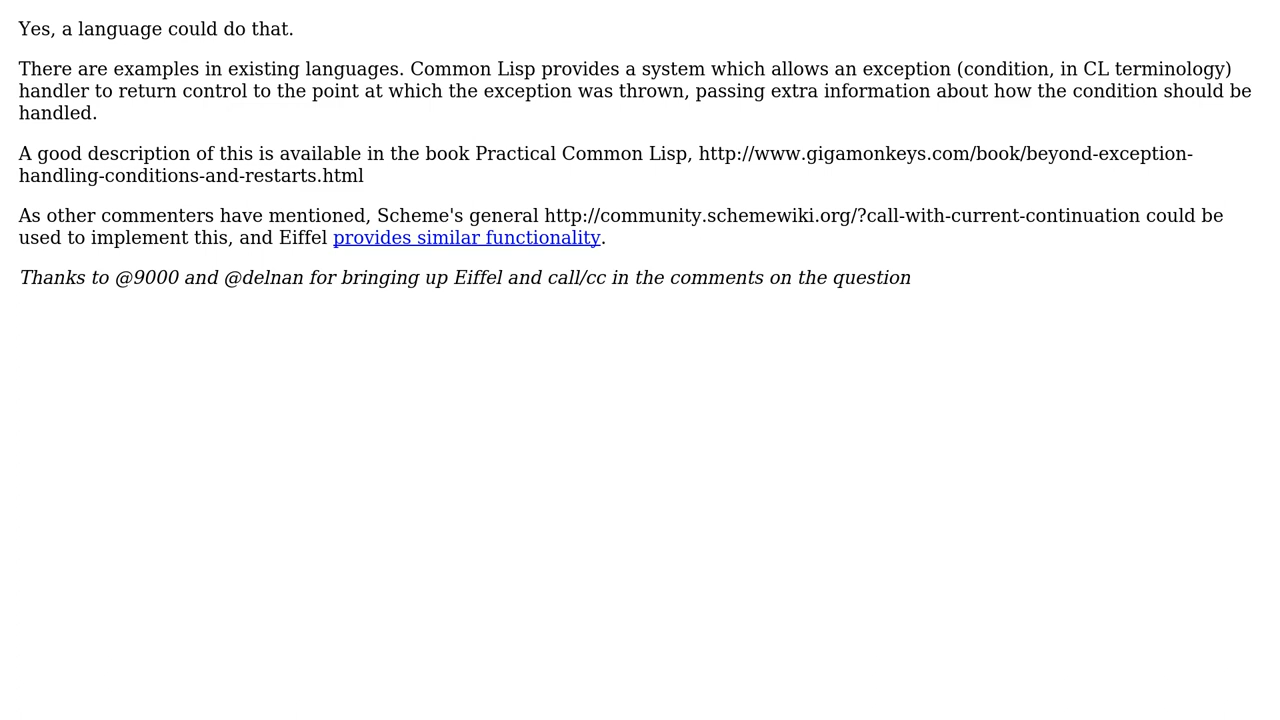 Yes, a language could do that.
There are examples in existing languages. Common Lisp provides a system which allows an exception (condition, in CL terminology)
handler to return control to the point at which the exception was thrown, passing extra information about how the condition should be
handled.
A good description of this is available in the book Practical Common Lisp, http://www.gigamonkeys.com/book/beyond-exception-
handling-conditions-and-restarts.html
As other commenters have mentioned, Scheme's general http://community.schemewiki.org/?call-with-current-continuation could be
used to implement this, and Eiffel provides similar functionality.
Thanks to @9000 and @delnan for bringing up Eiffel and call/cc in the comments on the question